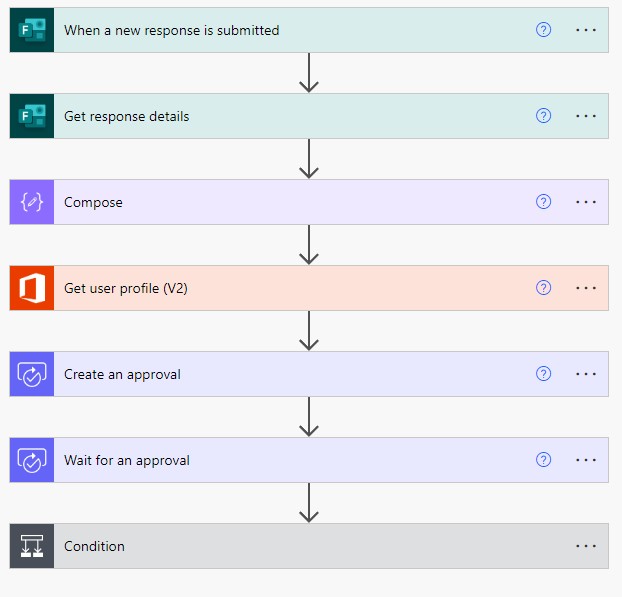 When a new response is submitted
Get response details
Compose
Get user profile (V2)
Create an approval
Wait for an approval
Condition